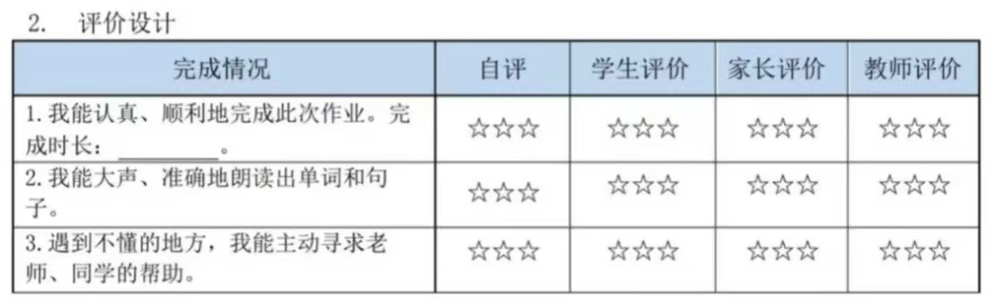 2. 评价设计
完成情况 自评 学生评价 家长评价 教师评价
1.我能认真、顺利地完成此次作业。完
成时长：________。 ☆☆☆ ☆☆☆ ☆☆☆ ☆☆☆
2.我能大声、准确地朗读出单词和句
子。 ☆☆☆ ☆☆☆ ☆☆☆ ☆☆☆
3.遇到不懂的地方，我能主动寻求老
师、同学的帮助。 ☆☆☆ ☆☆☆ ☆☆☆ ☆☆☆